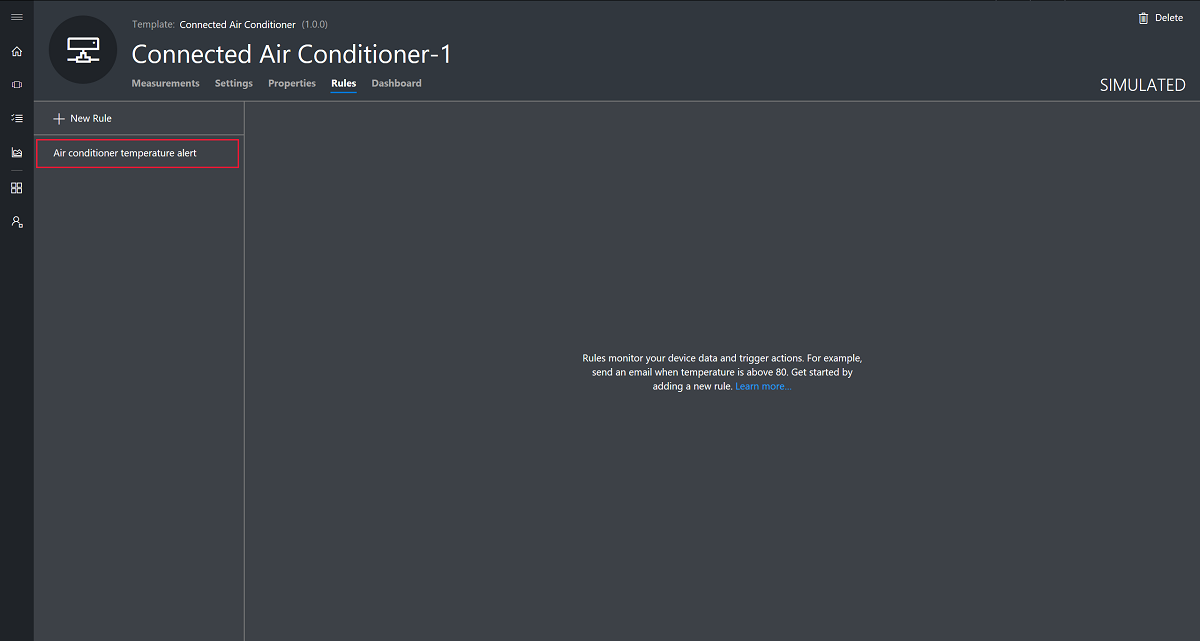 Template: Connected Air Conditioner (1.0.0)
Delete
Connected Air Conditioner-1
Measurements Settings Properties Rules Dashboard
SIMULATED
New Rule
Air conditioner temperature alert
Rules monitor your device data and trigger actions. For example,
send an email when temperature is above 80. Get started by
adding a new rule. Learn more...